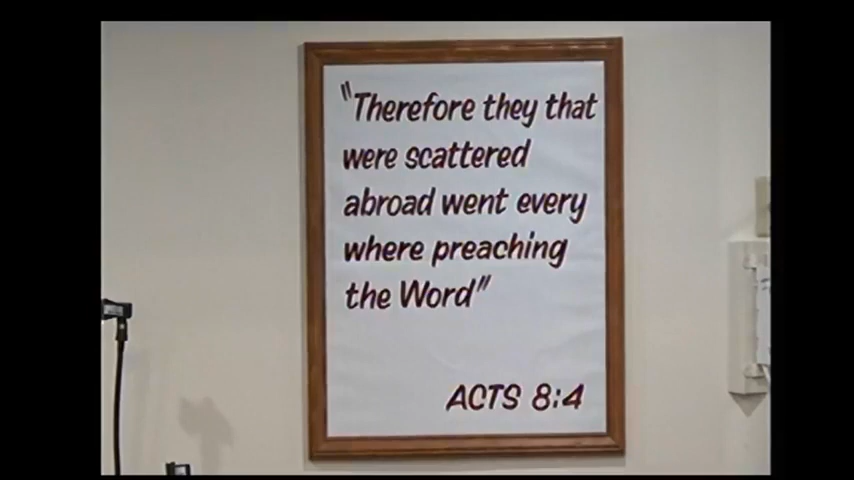 "Therefore they that
were scattered
abroad went every
where preaching
the Word"
ACTS 8:4